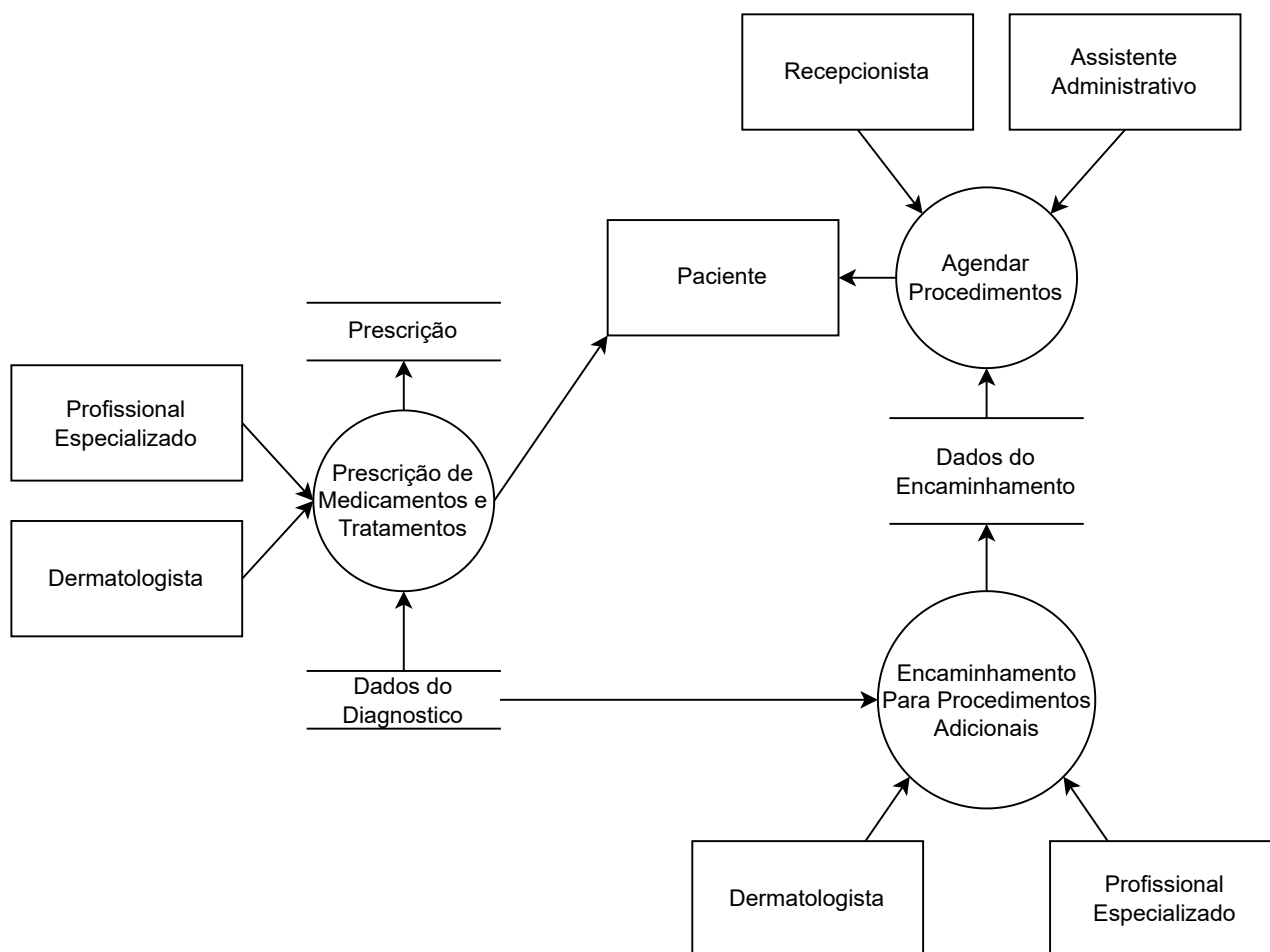 Recepcionista
Assistente
Administrativo
Paciente
Agendar
Procedimentos
Prescrição
Profissional
Especializado
Prescrição de
Medicamentos e
Tratamentos
Dados do
Encaminhamento
Dermatologista
Dados do
Diagnostico
Encaminhamento
Para Procedimentos
Adicionais
Dermatologista
Profissional
Especializado